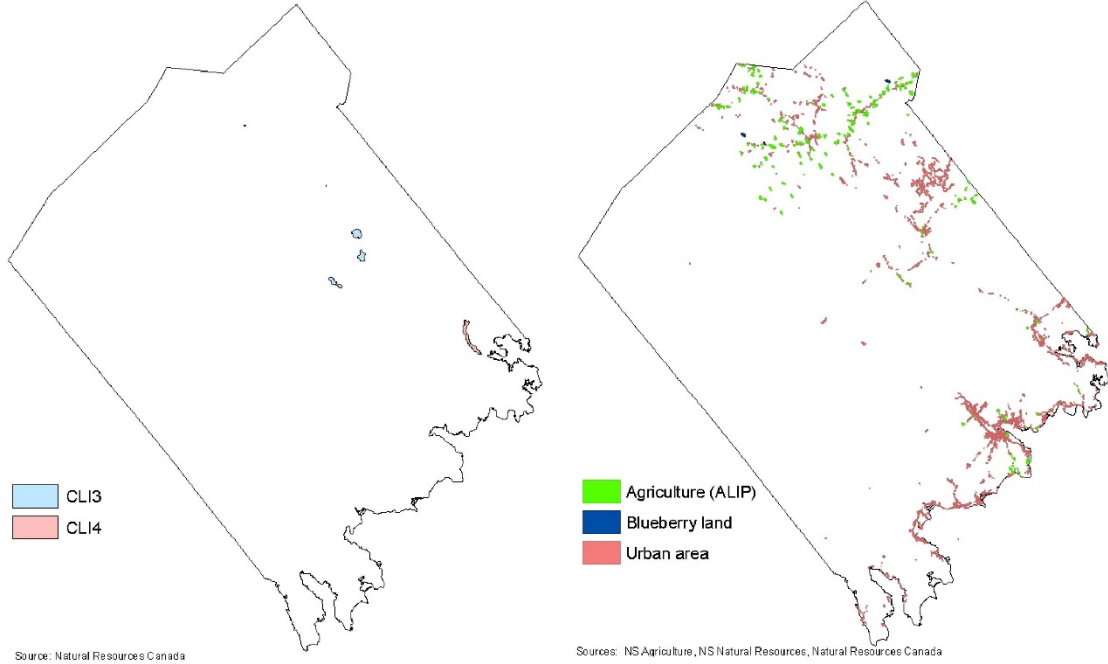 CLI3
CLI4
Source: Natural Resources Canada
Agriculture (ALIP)
Blueberry land
Urban area
Sources: NS Agriculture, NS Natural Resources, Natural Resources Canada